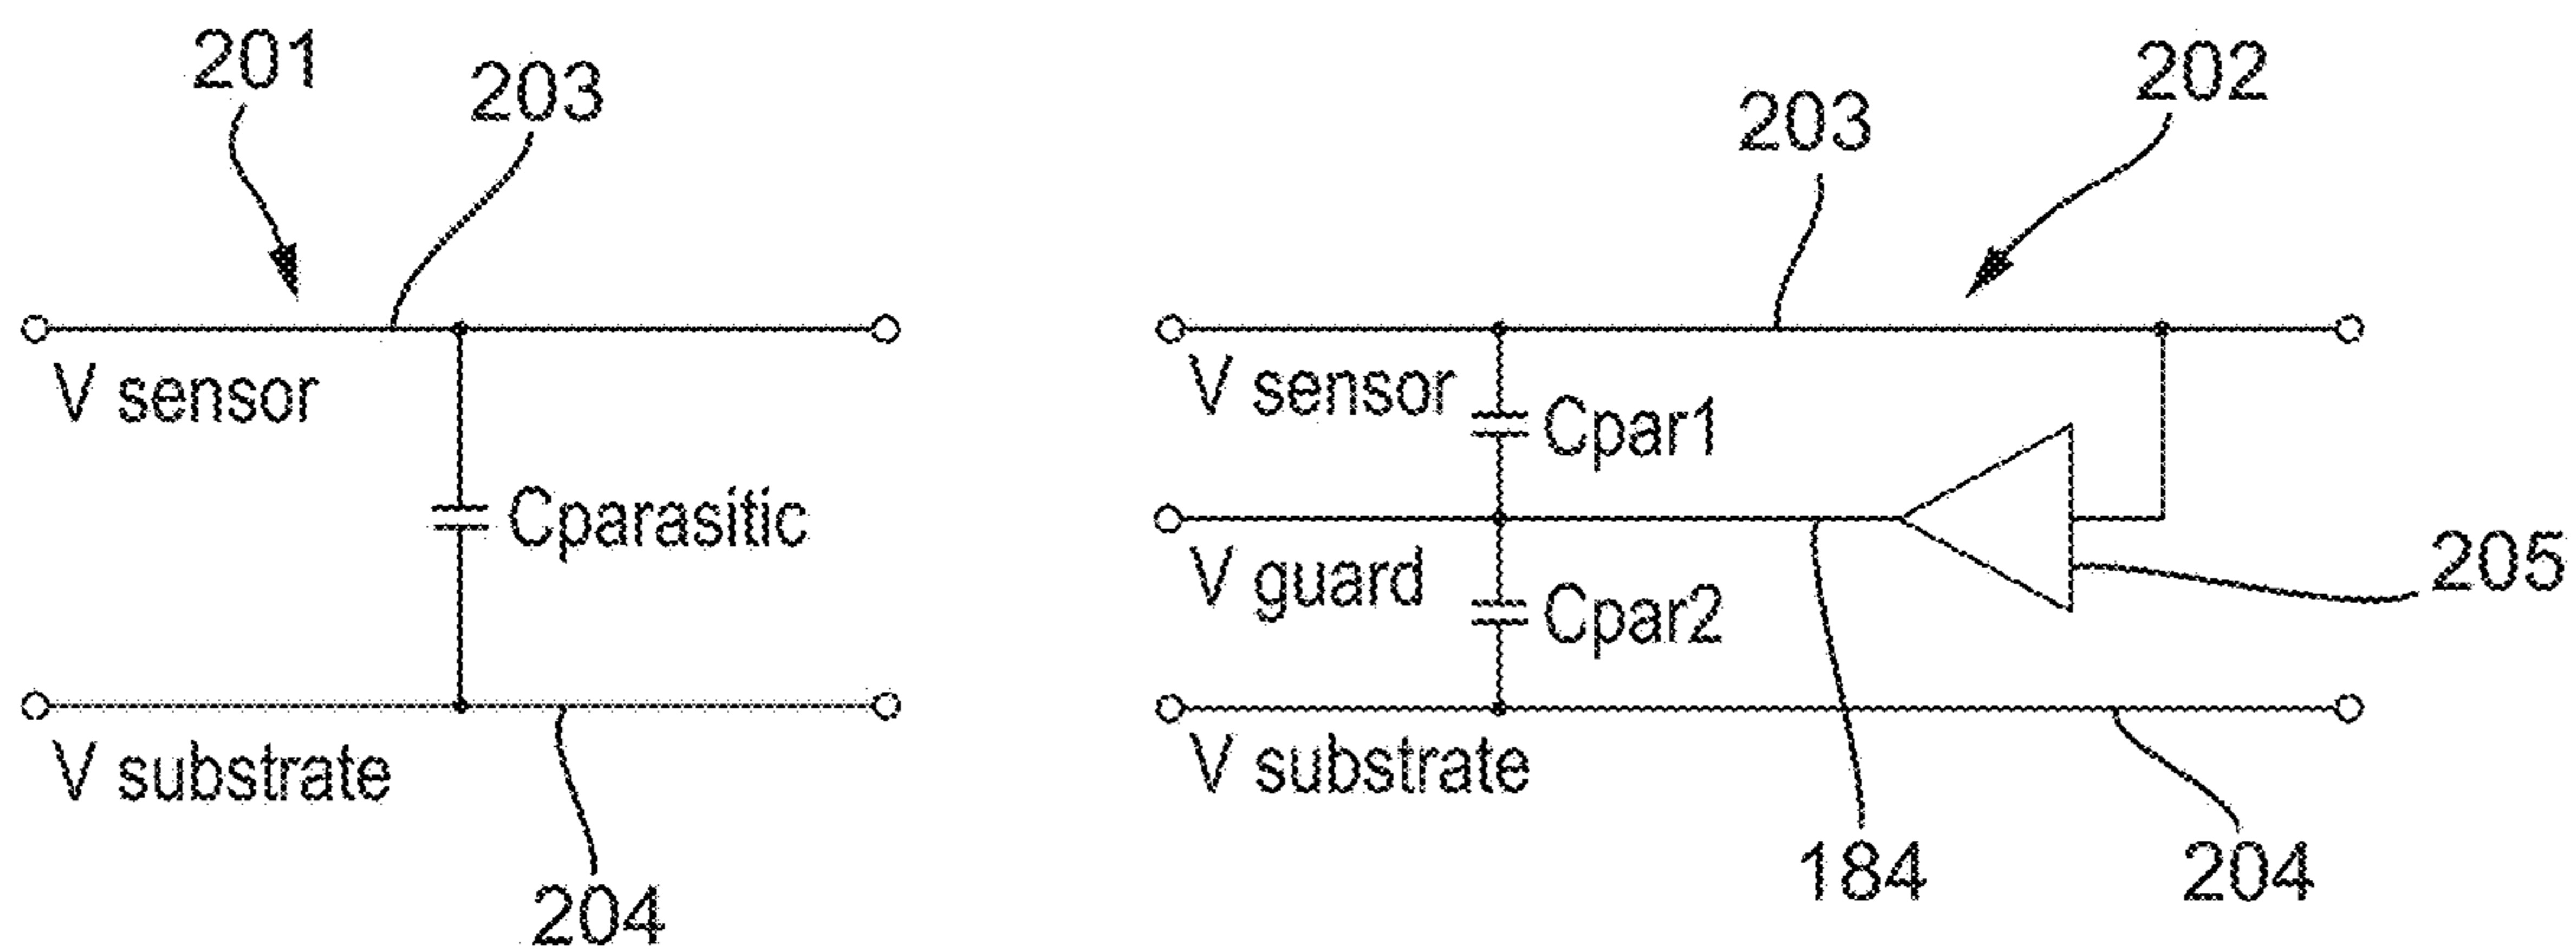 201
203
V sensor
Cparasitic
V substrate
204
202
203
V sensor
Cpar1
V guard
Cpar2
205
V substrate
184
204